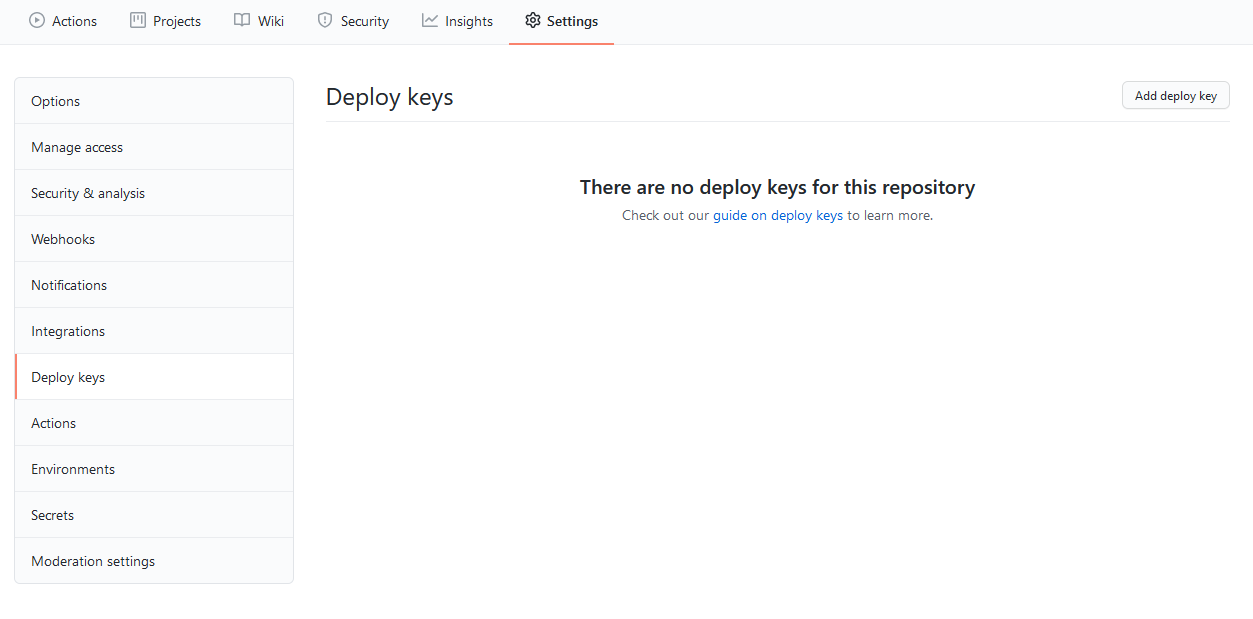 Actions Projects Wiki Security Insights Settings
Options
Manage access
Security & analysis
Webhooks
Notifications
Integrations
Deploy keys
Actions
Environments
Secrets
Moderation settings
Deploy keys
Add deploy key
There are no deploy keys for this repository
Check out our guide on deploy keys to learn more.